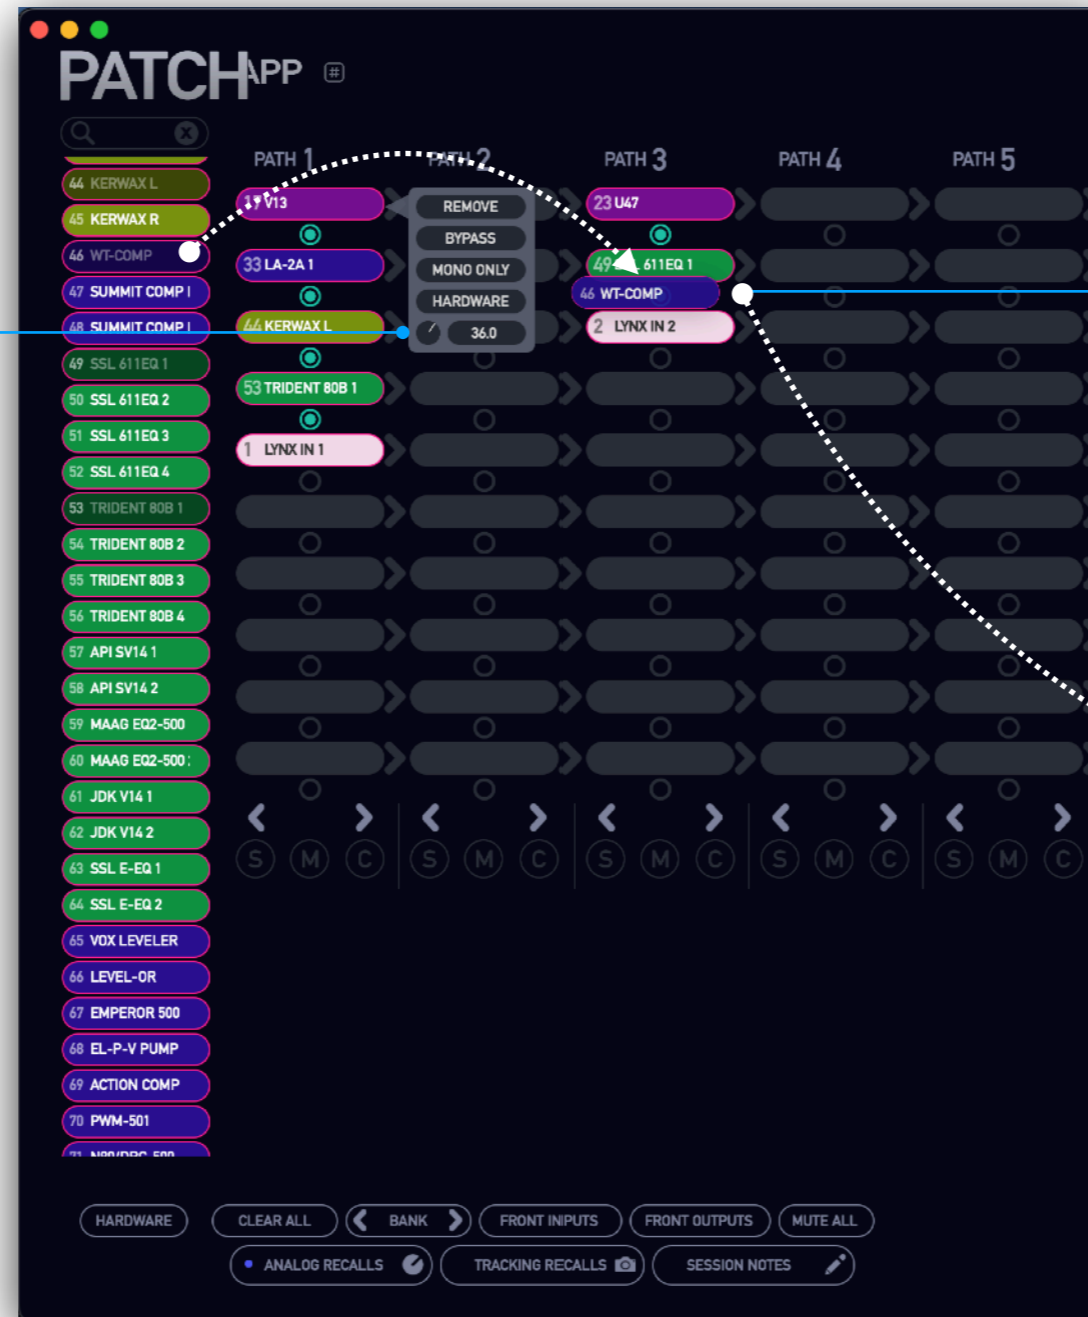 PATCH APP #
PATH 1 PATH 2 PATH 3 PATH 4 PATH 5
44 KERWAX L
45 KERWAX R
46 WT-COMP
47 SUMMIT COMP
48 SUMMIT COMP
49 SSL 611EQ 1
50 SSL 611EQ 2
51 SSL 611EQ 3
52 SSL 611EQ 4
53 TRIDENT 80B 1
54 TRIDENT 80B 2
55 TRIDENT 80B 3
56 TRIDENT 80B 4
57 API SV14 1
58 API SV14 2
59 MAAG EQ2-500
60 MAAG EQ2-500
61 JDK V14 1
62 JDK V14 2
63 SSL E-EQ 1
64 SSL E-EQ 2
65 VOX LEVELER
66 LEVEL-OR
67 EMPEROR 500
68 EL-P-V PUMP
69 ACTION COMP
70 PWM-501
V13
33 LA-2A 1
44 KERWAX L
53 TRIDENT 80B 1
1 LYNX IN 1
REMOVE
BYPASS
MONO ONLY
HARDWARE
36.0
23 U47
49 611EQ 1
46 WT-COMP
2 LYNX IN 2
S M C S M C S M C S M C S M C
HARDWARE CLEAR ALL BANK FRONT INPUTS FRONT OUTPUTS MUTE ALL
ANALOG RECALLS TRACKING RECALLS SESSION NOTES